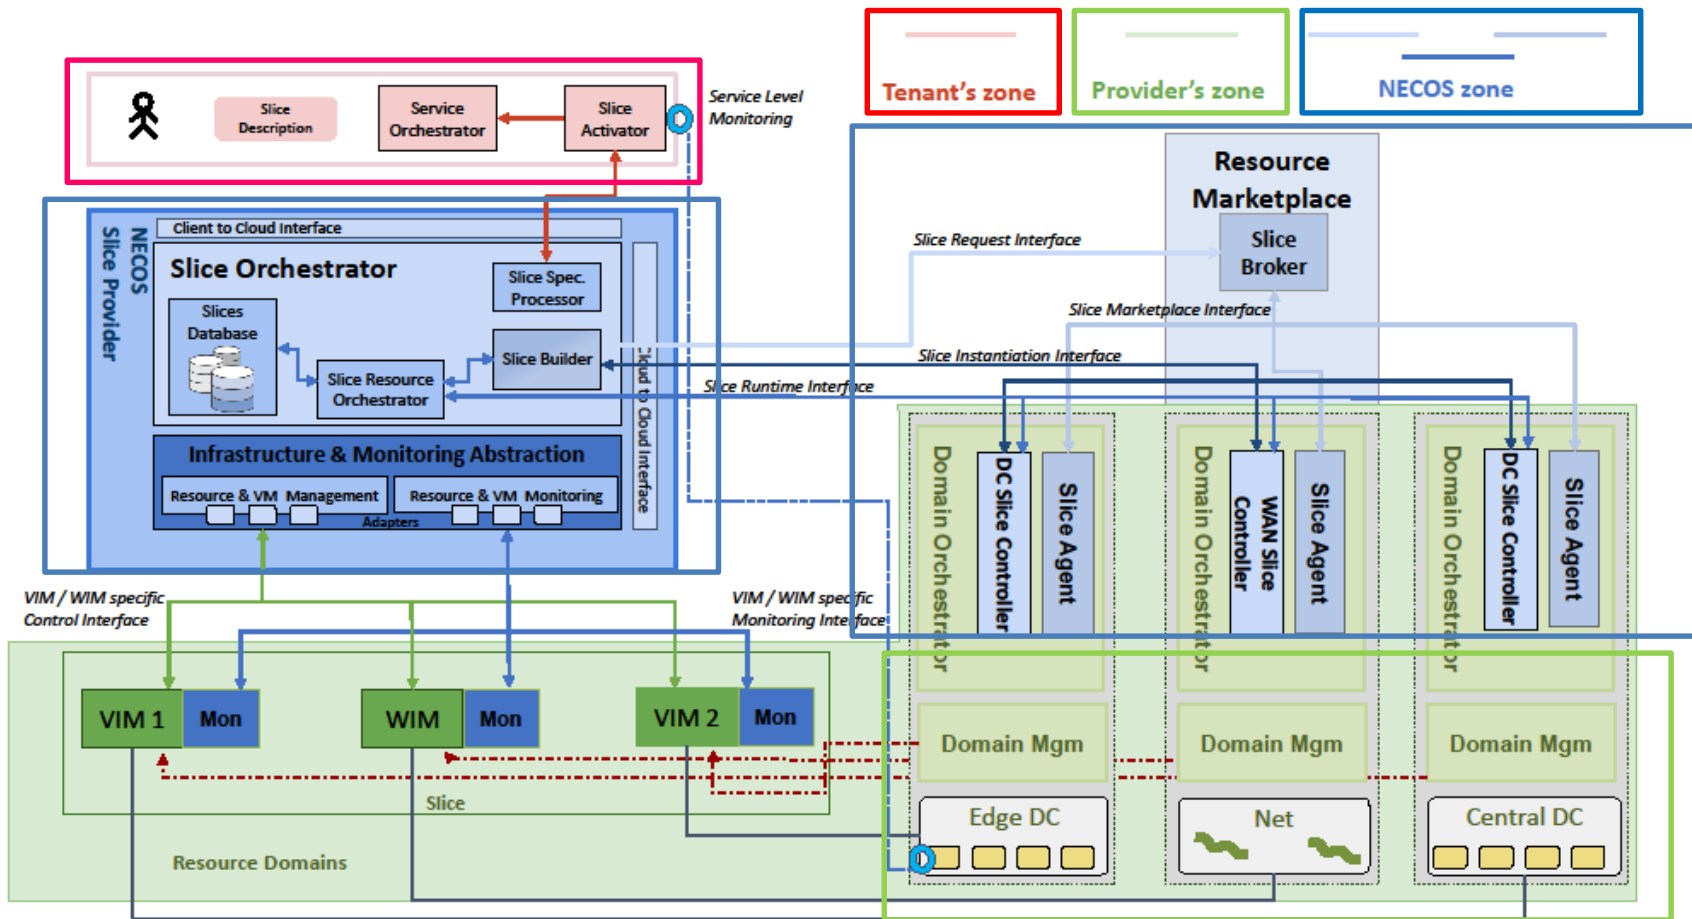 Tenant's zone
Provider's zone
NECOS zone
Slice
Description
Service
Orchestrator
Slice
Activator
Service Level
Monitoring
NECOS
Slice Provider
Client to Cloud Interface
Cloud to Cloud Interface
Slice Orchestrator
Slices
Database
Slice Spec.
Processor
Slice Builder
Slice Resource
Orchestrator
Infrastructure & Monitoring Abstraction
Resource & VM Management
Resource & VM Monitoring
Adapters
Resource
Marketplace
Slice
Broker
Slice Request Interface
Slice Marketplace Interface
Slice Instantiation Interface
Slice Runtime Interface
Domain Orchestrator
DC Slice Controller
Slice Agent
Domain Orchestrator
WAN Slice
Controller
Slice Agent
Domain Orchestrator
DC Slice Controller
Slice Agent
VIM / WIM specific
Control Interface
VIM / WIM specific
Monitoring Interface
VIM 1
Mon
WIM
Mon
VIM 2
Mon
Slice
Resource Domains
Domain Mgm
Domain Mgm
Domain Mgm
Edge DC
Net
Central DC